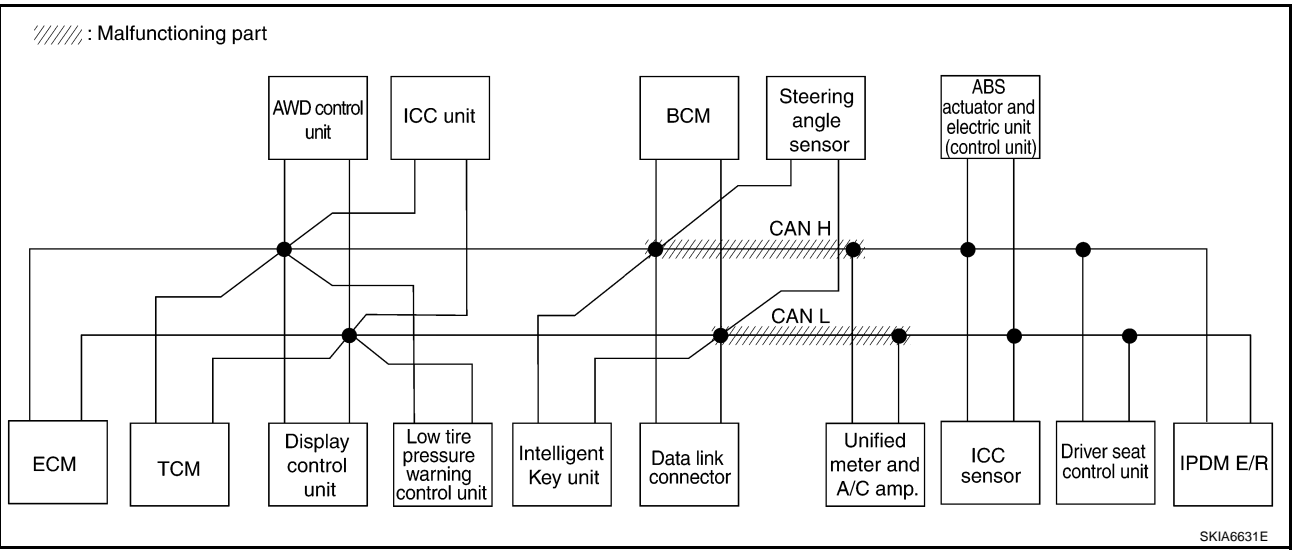 : Malfunctioning part
AWD control
unit
ICC unit
BCM
Steering
angle
sensor
ABS
actuator and
electric unit
(control unit)
CAN H
CAN L
ECM
TCM
Display
control
unit
Low tire
pressure
warning
control unit
Intelligent
Key unit
Data link
connector
Unified
meter and
A/C amp.
ICC
sensor
Driver seat
control unit
IPDM E/R
SKIA6631E